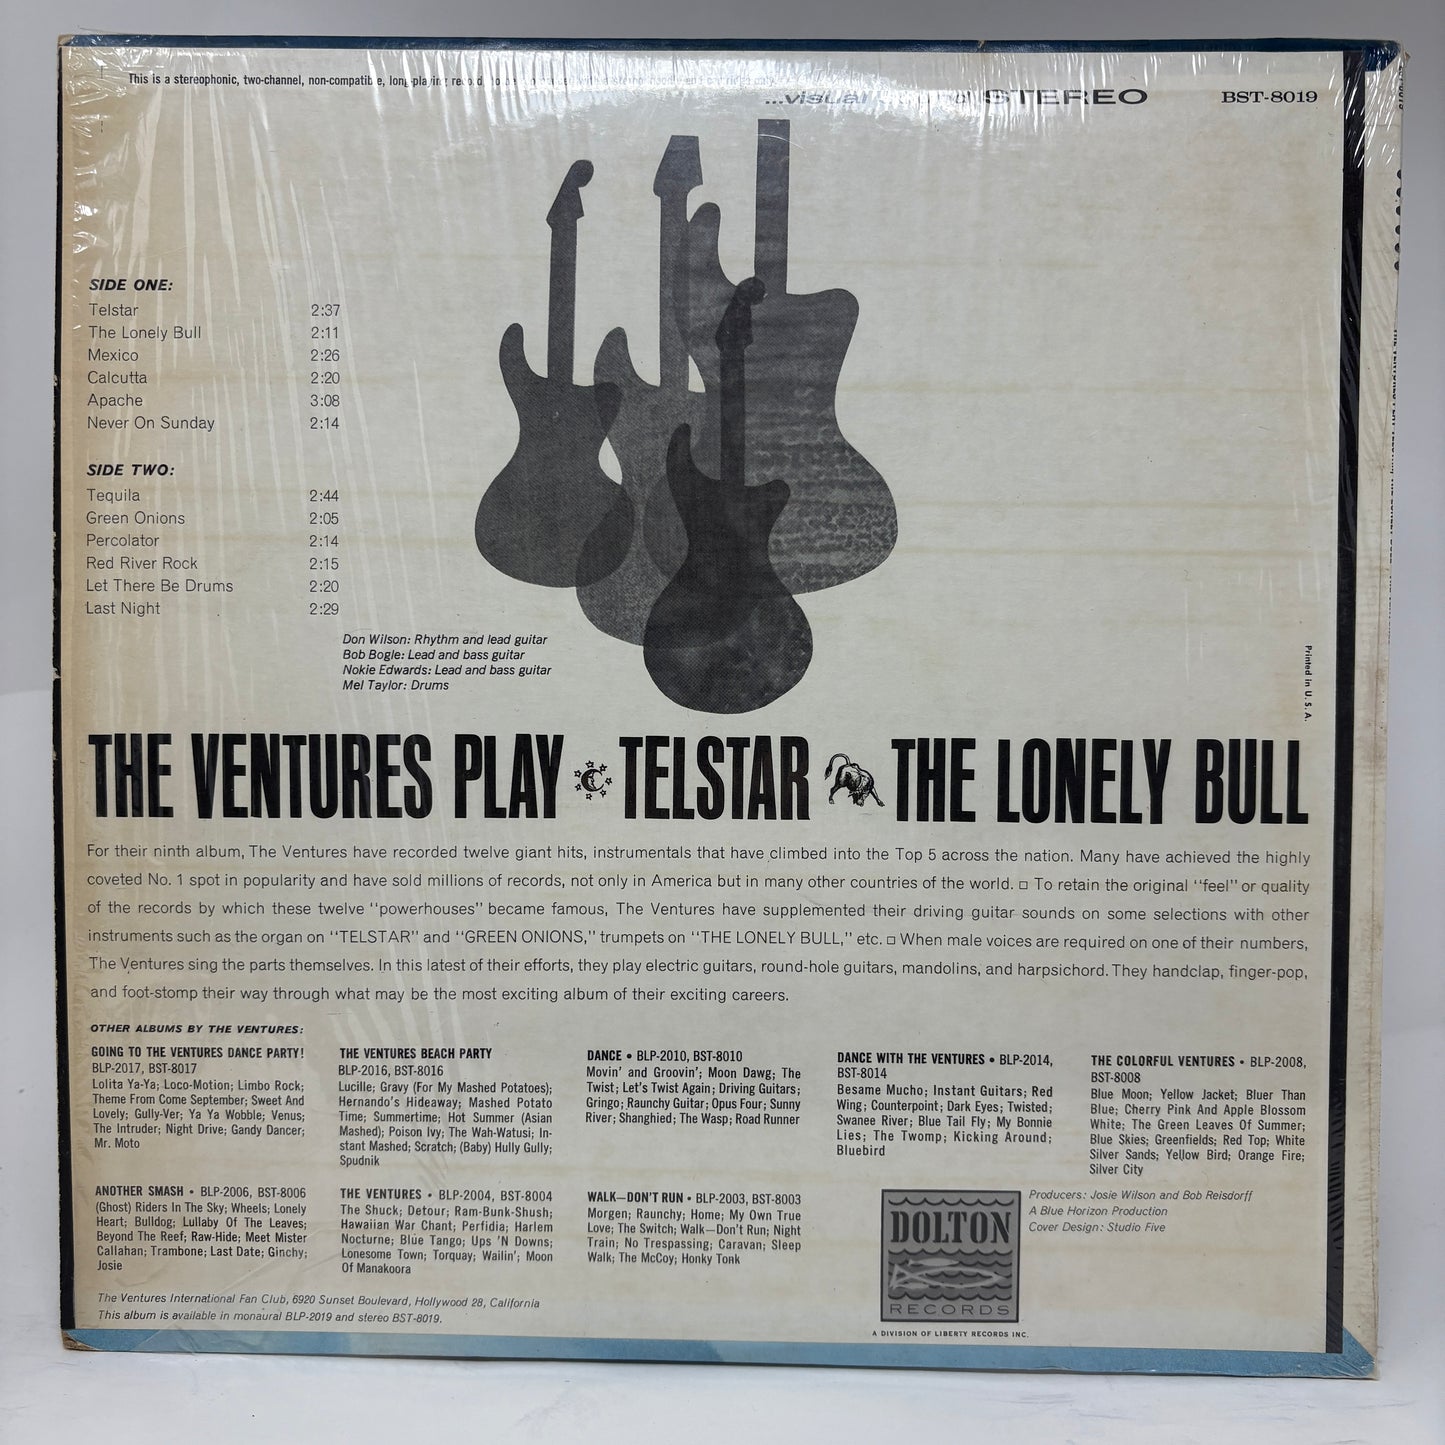 This is a stereophonic, two-channel, non-compatible, long-playing record, to be
...visual STEREO
BST-8019
SIDE ONE:
Telstar 2:37
The Lonely Bull 2:11
Mexico 2:26
Calcutta 2:20
Apache 3:08
Never On Sunday 2:14
SIDE TWO:
Tequila 2:44
Green Onions 2:05
Percolator 2:14
Red River Rock 2:15
Let There Be Drums 2:20
Last Night 2:29
Don Wilson: Rhythm and lead guitar
Bob Bogle: Lead and bass guitar
Nokie Edwards: Lead and bass guitar
Mel Taylor: Drums
Printed in U.S.A.
THE VENTURES PLAY TELSTAR THE LONELY BULL
For their ninth album, The Ventures have recorded twelve giant hits, instrumentals that have climbed into the Top 5 across the nation. Many have achieved the highly
coveted No. 1 spot in popularity and have sold millions of records, not only in America but in many other countries of the world. □ To retain the original "feel" or quality
of the records by which these twelve "powerhouses" became famous, The Ventures have supplemented their driving guitar sounds on some selections with other
instruments such as the organ on "TELSTAR" and "GREEN ONIONS," trumpets on "THE LONELY BULL," etc. □ When male voices are required on one of their numbers,
The Ventures sing the parts themselves. In this latest of their efforts, they play electric guitars, round-hole guitars, mandolins, and harpsichord. They handclap, finger-pop,
and foot-stomp their way through what may be the most exciting album of their exciting careers.
OTHER ALBUMS BY THE VENTURES:
GOING TO THE VENTURES DANCE PARTY!
BLP-2017, BST-8017
Lolita Ya-Ya; Loco-Motion; Limbo Rock;
Theme From Come September; Sweet And
Lovely; Gully-Ver; Ya Ya Wobble; Venus;
The Intruder; Night Drive; Gandy Dancer;
Mr. Moto
THE VENTURES BEACH PARTY
BLP-2016, BST-8016
Lucille; Gravy (For My Mashed Potatoes);
Hernando's Hideaway; Mashed Potato
Time; Summertime; Hot Summer (Asian
Mashed); Poison Ivy; The Wah-Watusi; In-
stant Mashed; Scratch; (Baby) Hully Gully;
Spudnik
DANCE • BLP-2010, BST-8010
Movin' and Groovin'; Moon Dawg; The
Twist; Let's Twist Again; Driving Guitars;
Gringo; Raunchy Guitar; Opus Four; Sunny
River; Shanghied; The Wasp; Road Runner
DANCE WITH THE VENTURES • BLP-2014,
BST-8014
Besame Mucho; Instant Guitars; Red
Wing; Counterpoint; Dark Eyes; Twisted;
Swanee River; Blue Tail Fly; My Bonnie
Lies; The Twomp; Kicking Around;
Bluebird
THE COLORFUL VENTURES • BLP-2008,
BST-8008
Blue Moon; Yellow Jacket; Bluer Than
Blue; Cherry Pink And Apple Blossom
White; The Green Leaves Of Summer;
Blue Skies; Greenfields; Red Top; White
Silver Sands; Yellow Bird; Orange Fire;
Silver City
ANOTHER SMASH • BLP-2006, BST-8006
(Ghost) Riders In The Sky; Wheels; Lonely
Heart; Bulldog; Lullaby Of The Leaves;
Beyond The Reef; Raw-Hide; Meet Mister
Callahan; Trambone; Last Date; Ginchy;
Josie
THE VENTURES • BLP-2004, BST-8004
The Shuck; Detour; Ram-Bunk-Shush;
Hawaiian War Chant; Perfidia; Harlem
Nocturne; Blue Tango; Ups 'N Downs;
Lonesome Town; Torquay; Wailin'; Moon
Of Manakoora
WALK—DON'T RUN • BLP-2003, BST-8003
Morgen; Raunchy; Home; My Own True
Love; The Switch; Walk—Don't Run; Night
Train; No Trespassing; Caravan; Sleep
Walk; The McCoy; Honky Tonk
DOLTON
RECORDS
A DIVISION OF LIBERTY RECORDS INC.
Producers: Josie Wilson and Bob Reisdorff
A Blue Horizon Production
Cover Design: Studio Five
The Ventures International Fan Club, 6920 Sunset Boulevard, Hollywood 28, California
This album is available in monaural BLP-2019 and stereo BST-8019.